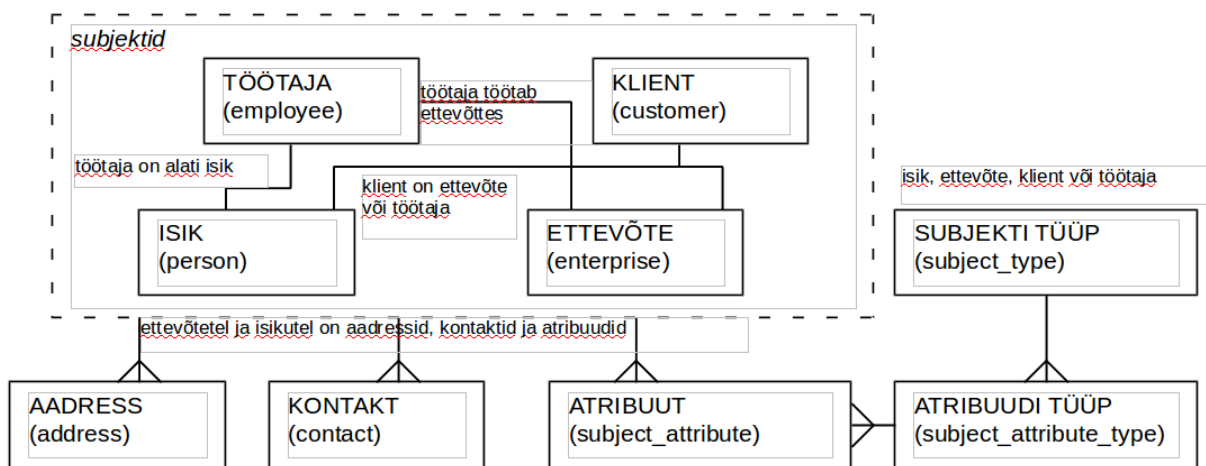 subjektid
TÖÖTAJA
(employee)
töötaja töötab
ettevõttes
KLIENT
(customer)
töötaja on alati isik
klient on ettevõte
või töötaja
isik, ettevõte, klient või töötaja
ISIK
(person)
ETTEVÕTE
(enterprise)
SUBJEKTI TÜÜP
(subject_type)
ettevõtetel ja isikutel on aadressid, kontaktid ja atribuudid
AADRESS
(address)
KONTAKT
(contact)
ATRIBUUT
(subject_attribute)
ATRIBUUDI TÜÜP
(subject_attribute_type)